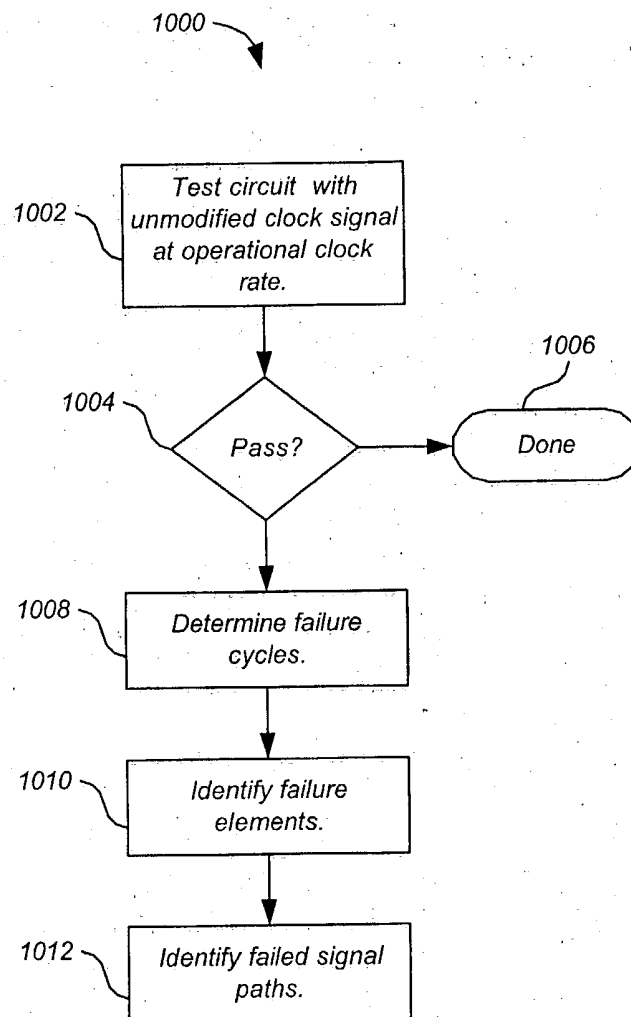 1000
1002
Test circuit with
unmodified clock signal
at operational clock
rate.
1004
Pass?
1006
Done
1008
Determine failure
cycles.
1010
Identify failure
elements.
1012
Identify failed signal
paths.